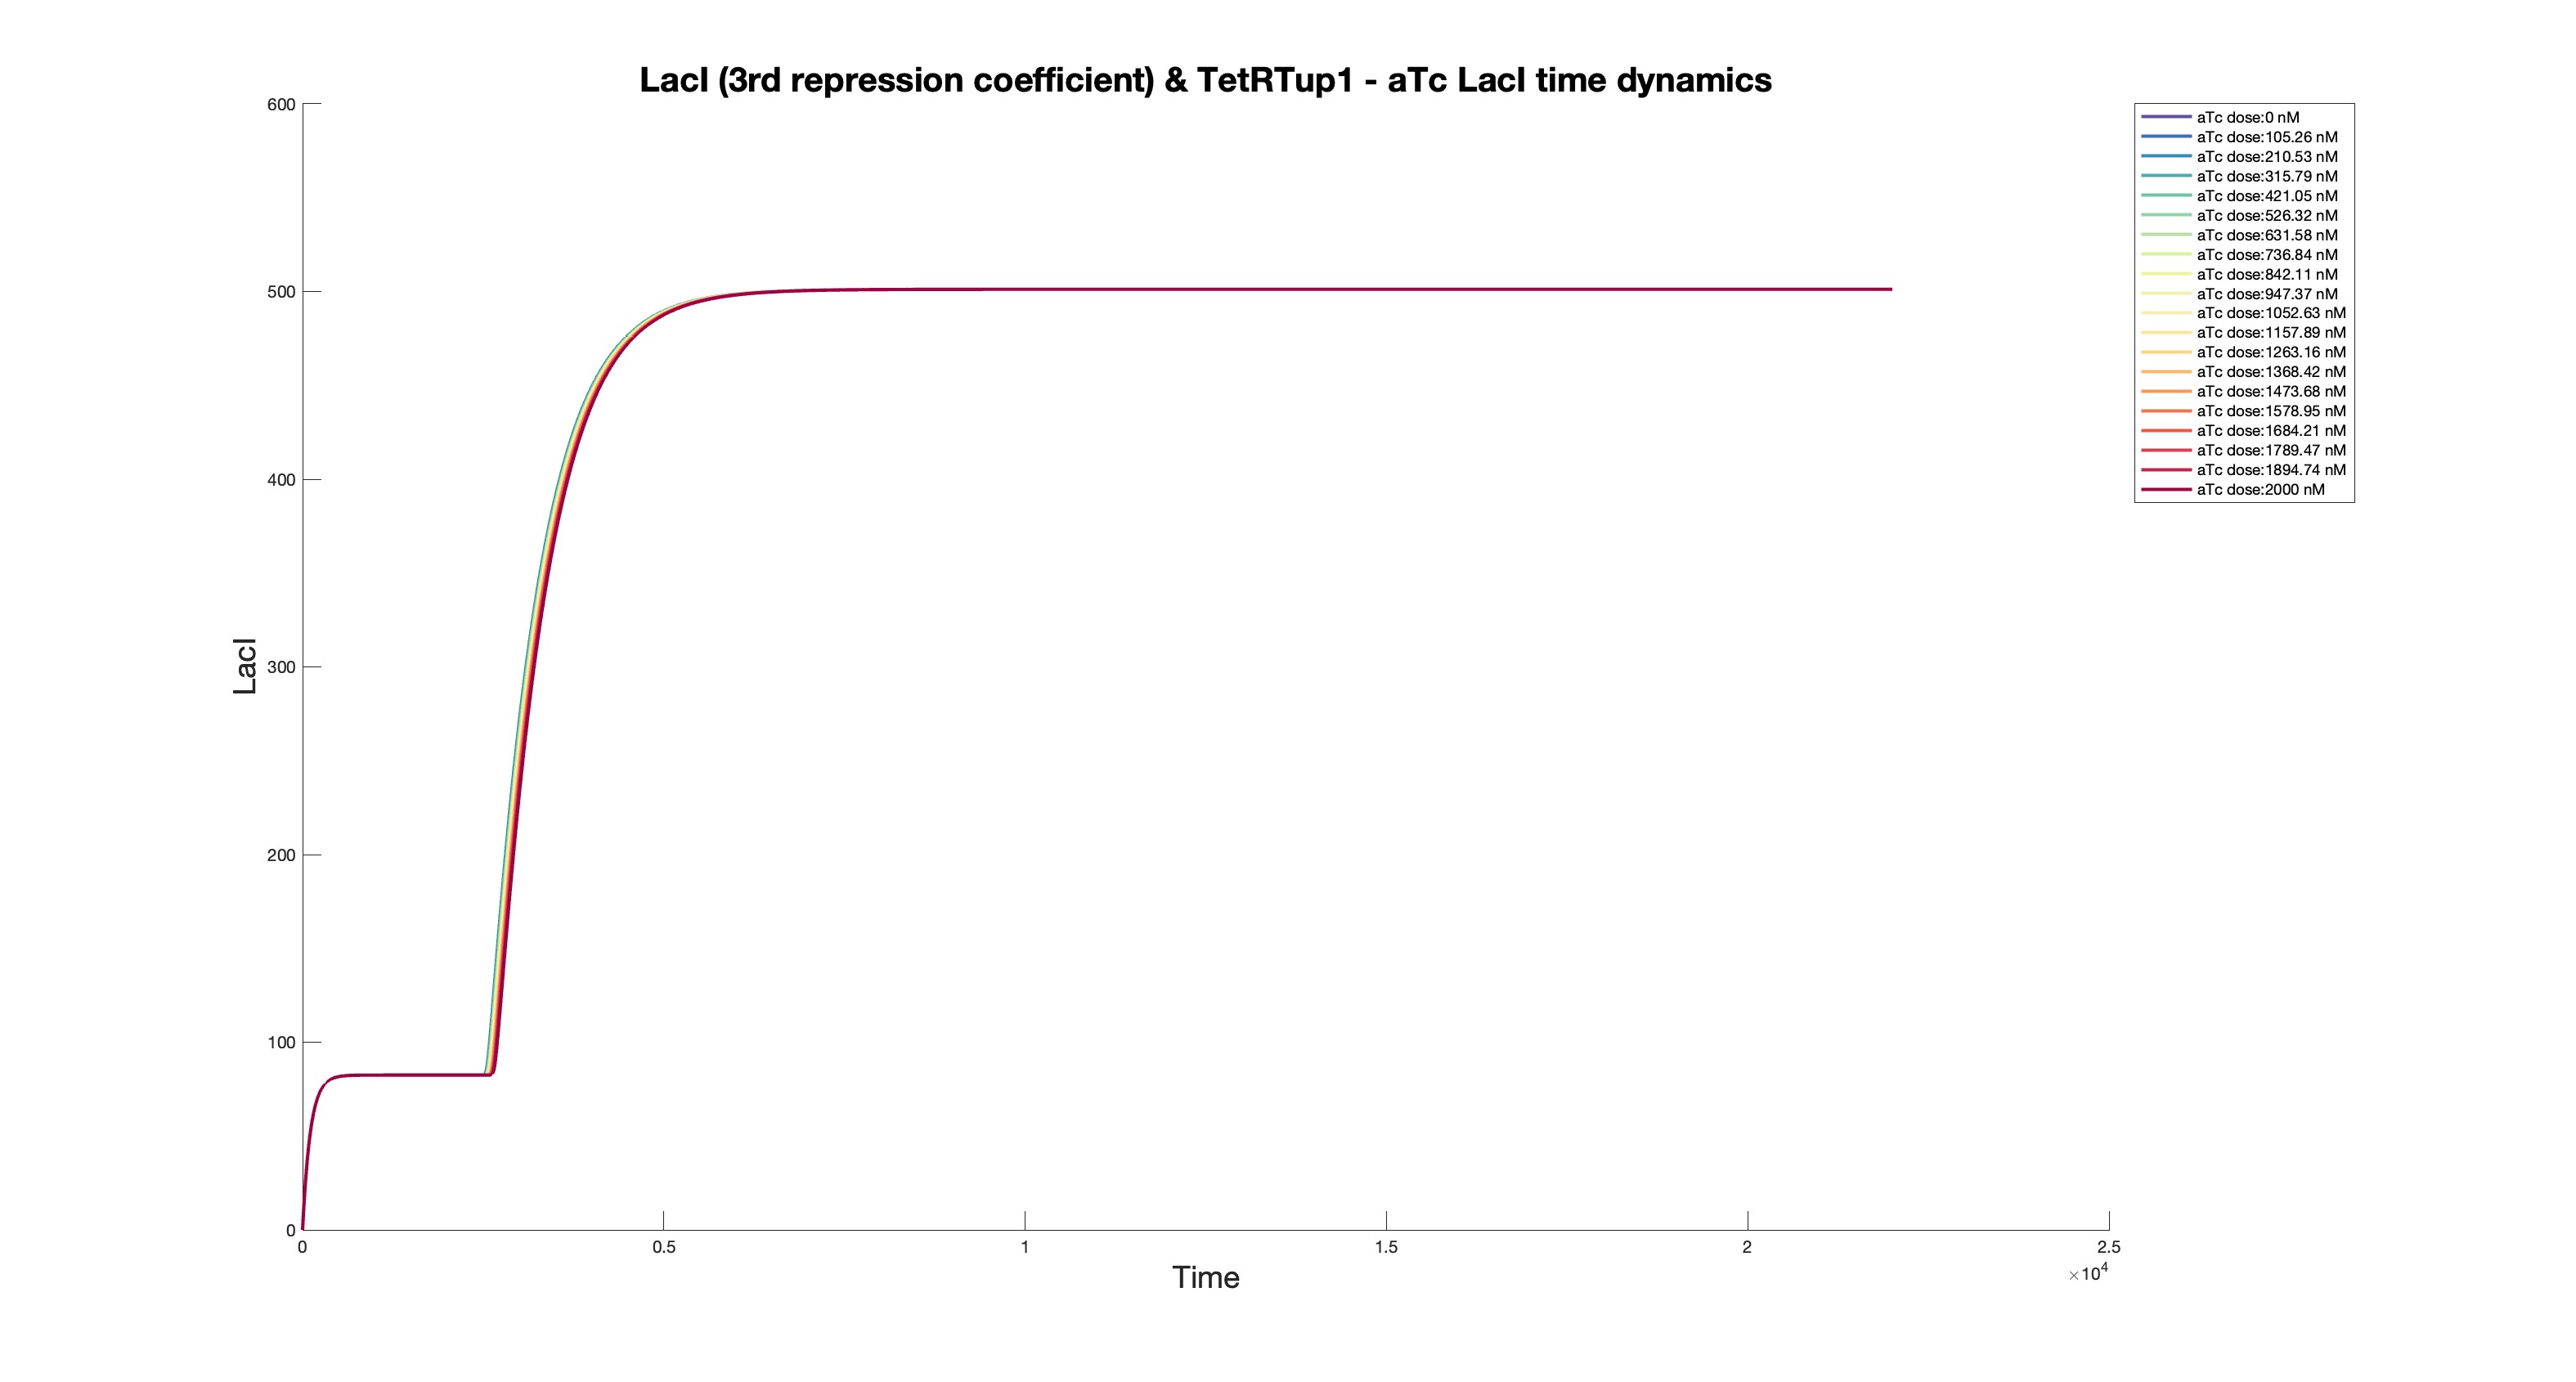 LacI (3rd repression coefficient) & TetRTup1 - aTc LacI time dynamics
600
500
400
300
200
100
0
LacI
0
0.5
1
1.5
2
2.5
×10^4
Time
aTc dose:0 nM
aTc dose:105.26 nM
aTc dose:210.53 nM
aTc dose:315.79 nM
aTc dose:421.05 nM
aTc dose:526.32 nM
aTc dose:631.58 nM
aTc dose:736.84 nM
aTc dose:842.11 nM
aTc dose:947.37 nM
aTc dose:1052.63 nM
aTc dose:1157.89 nM
aTc dose:1263.16 nM
aTc dose:1368.42 nM
aTc dose:1473.68 nM
aTc dose:1578.95 nM
aTc dose:1684.21 nM
aTc dose:1789.47 nM
aTc dose:1894.74 nM
aTc dose:2000 nM